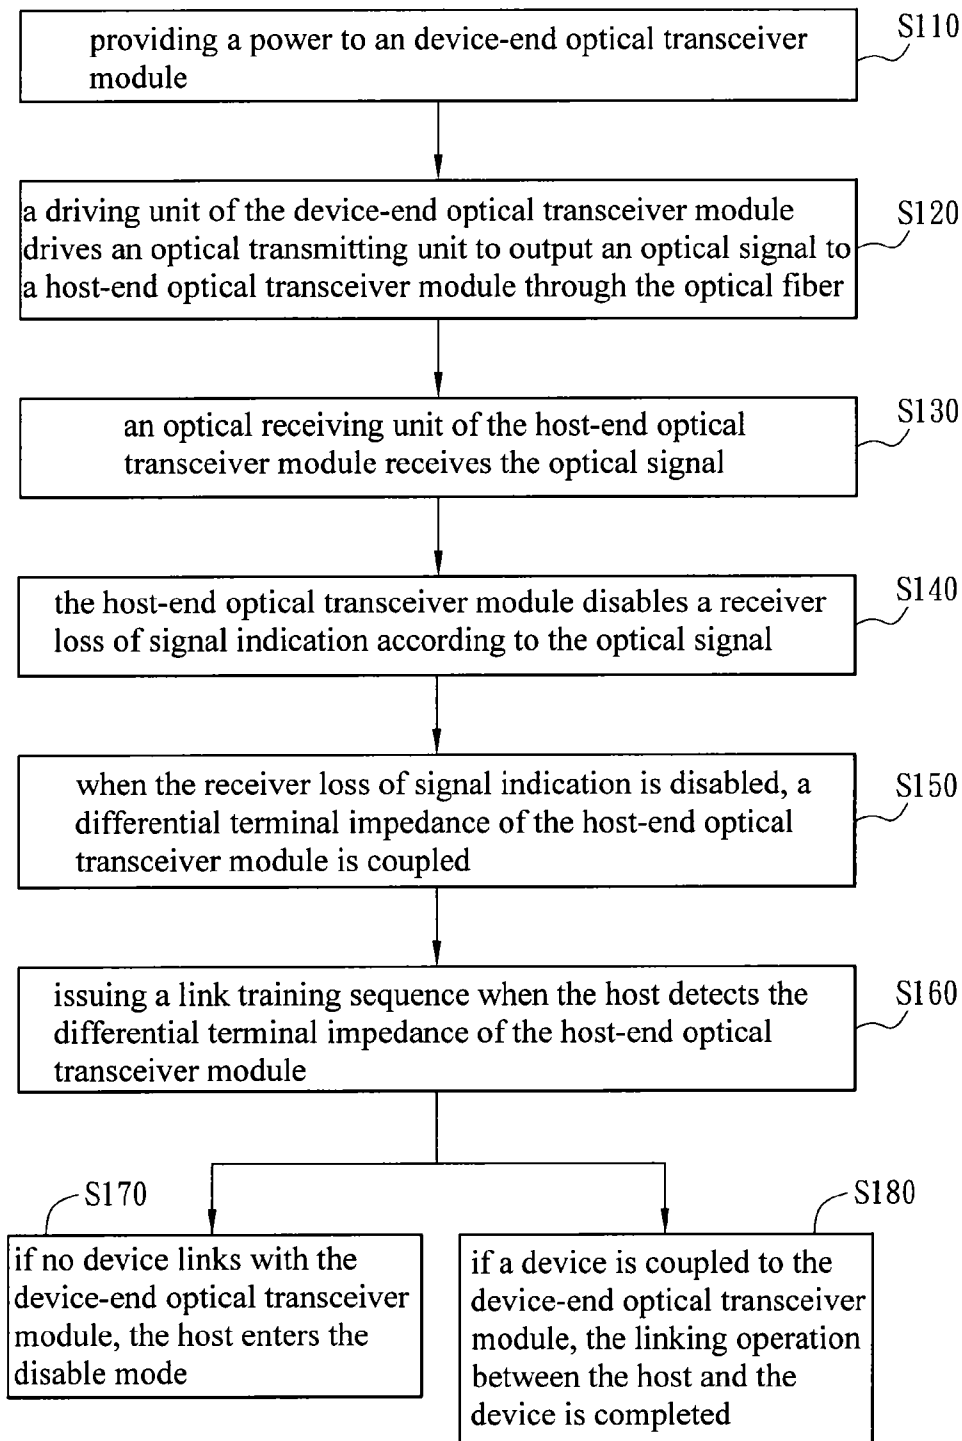 providing a power to an device-end optical transceiver
module
S110
a driving unit of the device-end optical transceiver module
drives an optical transmitting unit to output an optical signal to
a host-end optical transceiver module through the optical fiber
S120
an optical receiving unit of the host-end optical
transceiver module receives the optical signal
S130
the host-end optical transceiver module disables a receiver
loss of signal indication according to the optical signal
S140
when the receiver loss of signal indication is disabled, a
differential terminal impedance of the host-end optical
transceiver module is coupled
S150
issuing a link training sequence when the host detects the
differential terminal impedance of the host-end optical
transceiver module
S160
S170
if no device links with the
device-end optical transceiver
module, the host enters the
disable mode
S180
if a device is coupled to the
device-end optical transceiver
module, the linking operation
between the host and the
device is completed